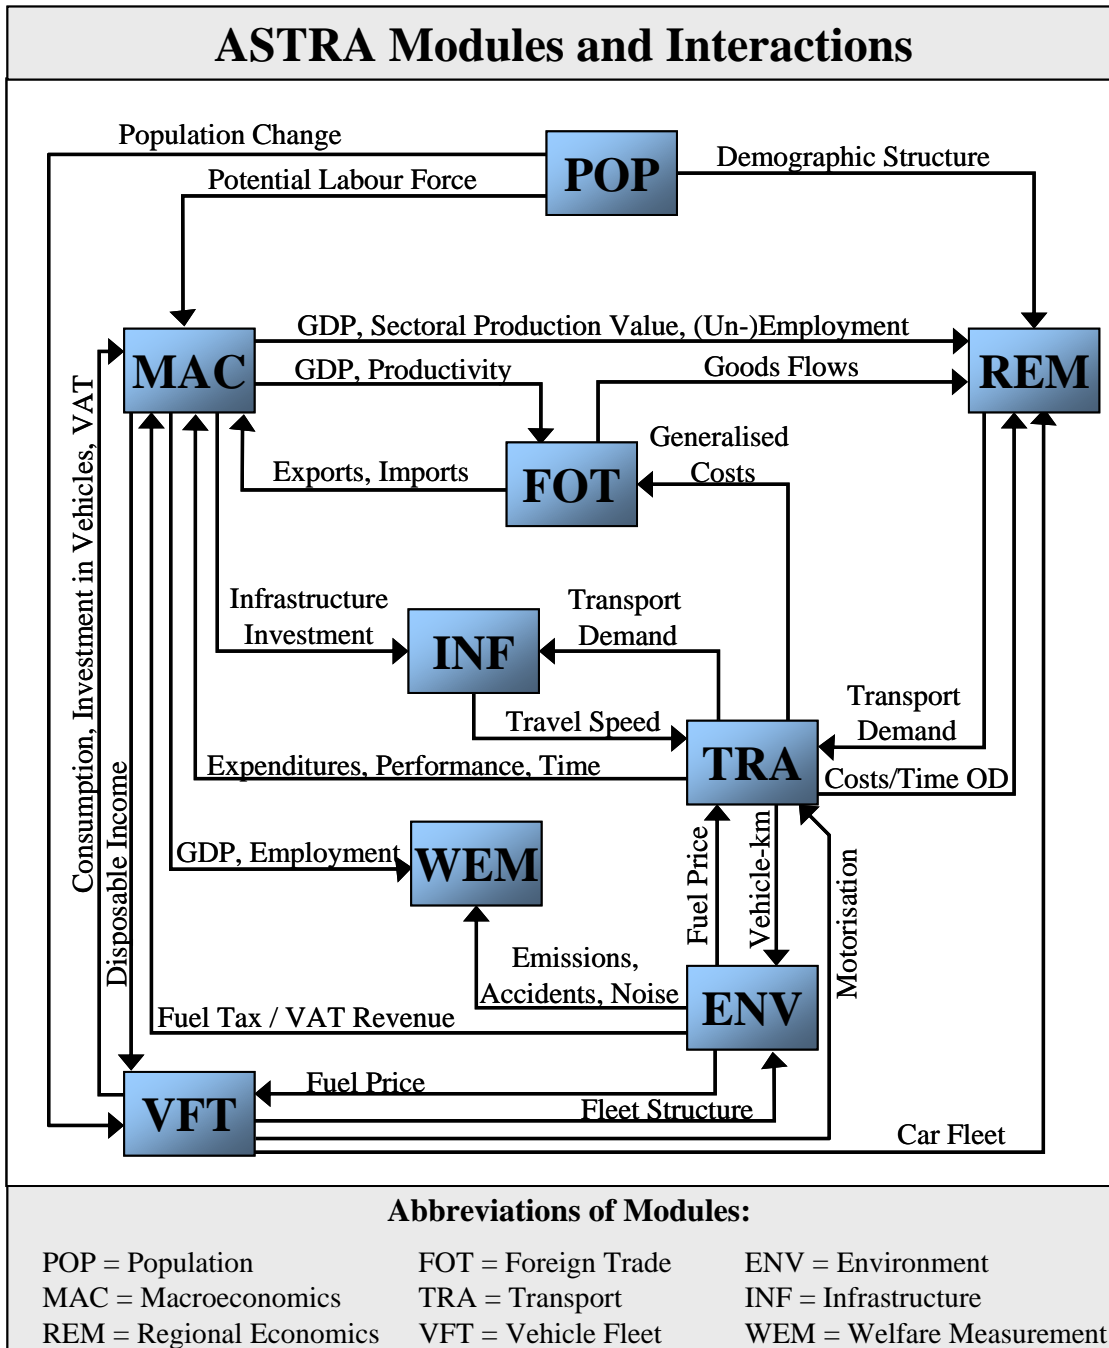 ASTRA Modules and Interactions
Population Change
POP
Demographic Structure
Potential Labour Force
MAC
GDP, Sectoral Production Value, (Un-)Employment
REM
GDP, Productivity
Goods Flows
Exports, Imports
FOT
Generalised
Costs
Consumption, Investment in Vehicles, VAT
Disposable Income
Infrastructure
Investment
INF
Transport
Demand
Travel Speed
TRA
Transport
Demand
Expenditures, Performance, Time
Costs/Time OD
GDP, Employment
WEM
Fuel Price
Vehicle-km
Motorisation
Emissions,
Accidents, Noise
ENV
Fuel Tax / VAT Revenue
Fuel Price
VFT
Fleet Structure
Car Fleet
Abbreviations of Modules:
POP = Population
FOT = Foreign Trade
ENV = Environment
MAC = Macroeconomics
TRA = Transport
INF = Infrastructure
REM = Regional Economics
VFT = Vehicle Fleet
WEM = Welfare Measurement